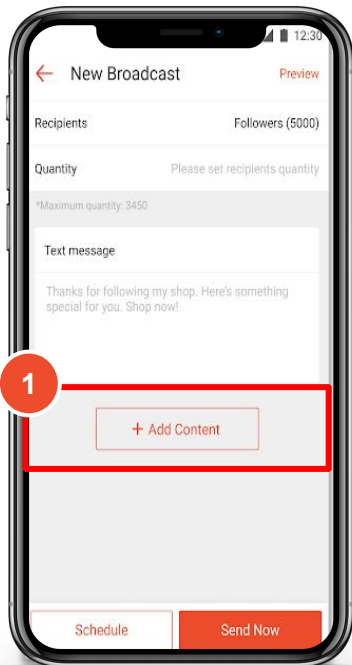 12:30
New Broadcast
Preview
Recipients
Followers (5000)
Quantity
Please set recipients quantity
*Maximum quantity: 3450
Text message
Thanks for following my shop. Here's something
special for you. Shop now!
1
+ Add Content
Schedule
Send Now